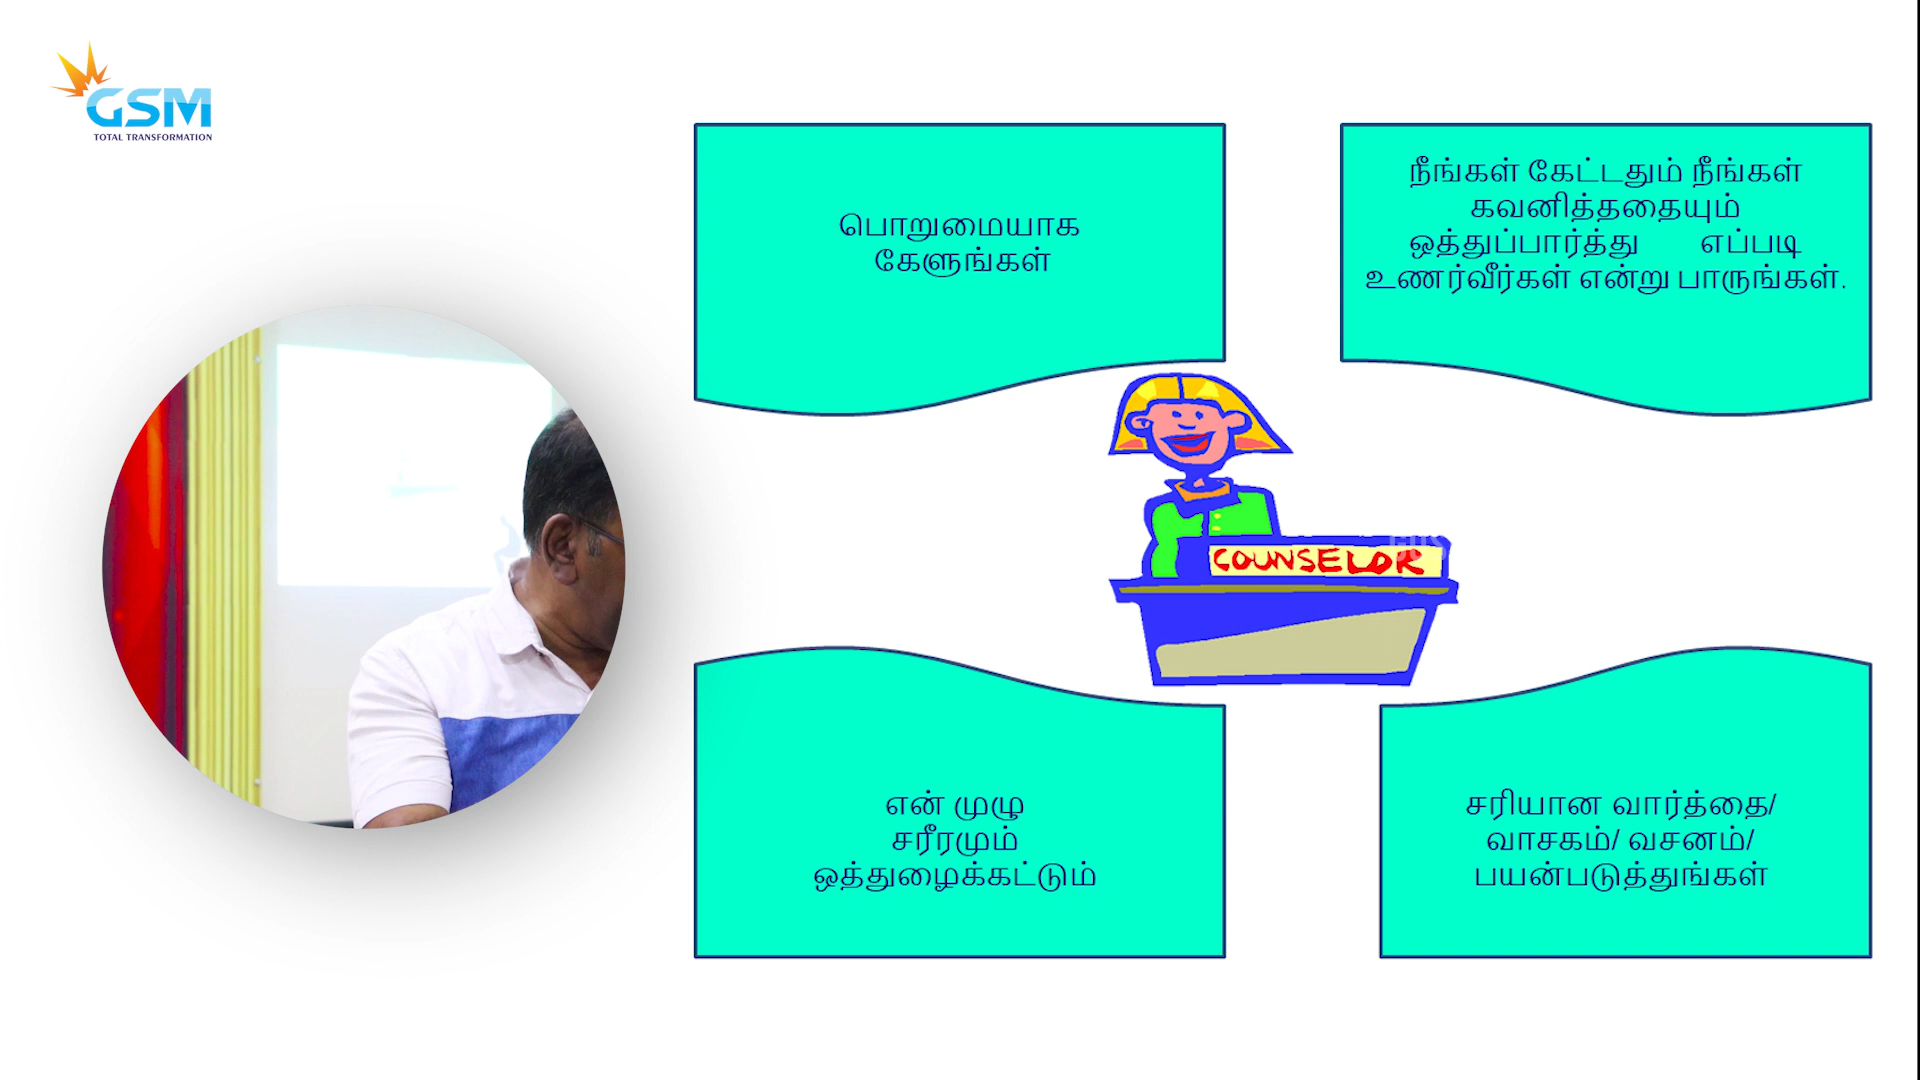 GSM
TOTAL TRANSFORMATION
பொறுமையாக
கேளுங்கள்
நீங்கள் கேட்டதும் நீங்கள்
கவனித்ததையும்
ஒத்துப்பார்த்து எப்படி
உணர்வீர்கள் என்று பாருங்கள்.
COUNSELOR
என் முழு
சரீரமும்
ஒத்துழைக்கட்டும்
சரியான வார்த்தை/
வாசகம்/ வசனம்/
பயன்படுத்துங்கள்